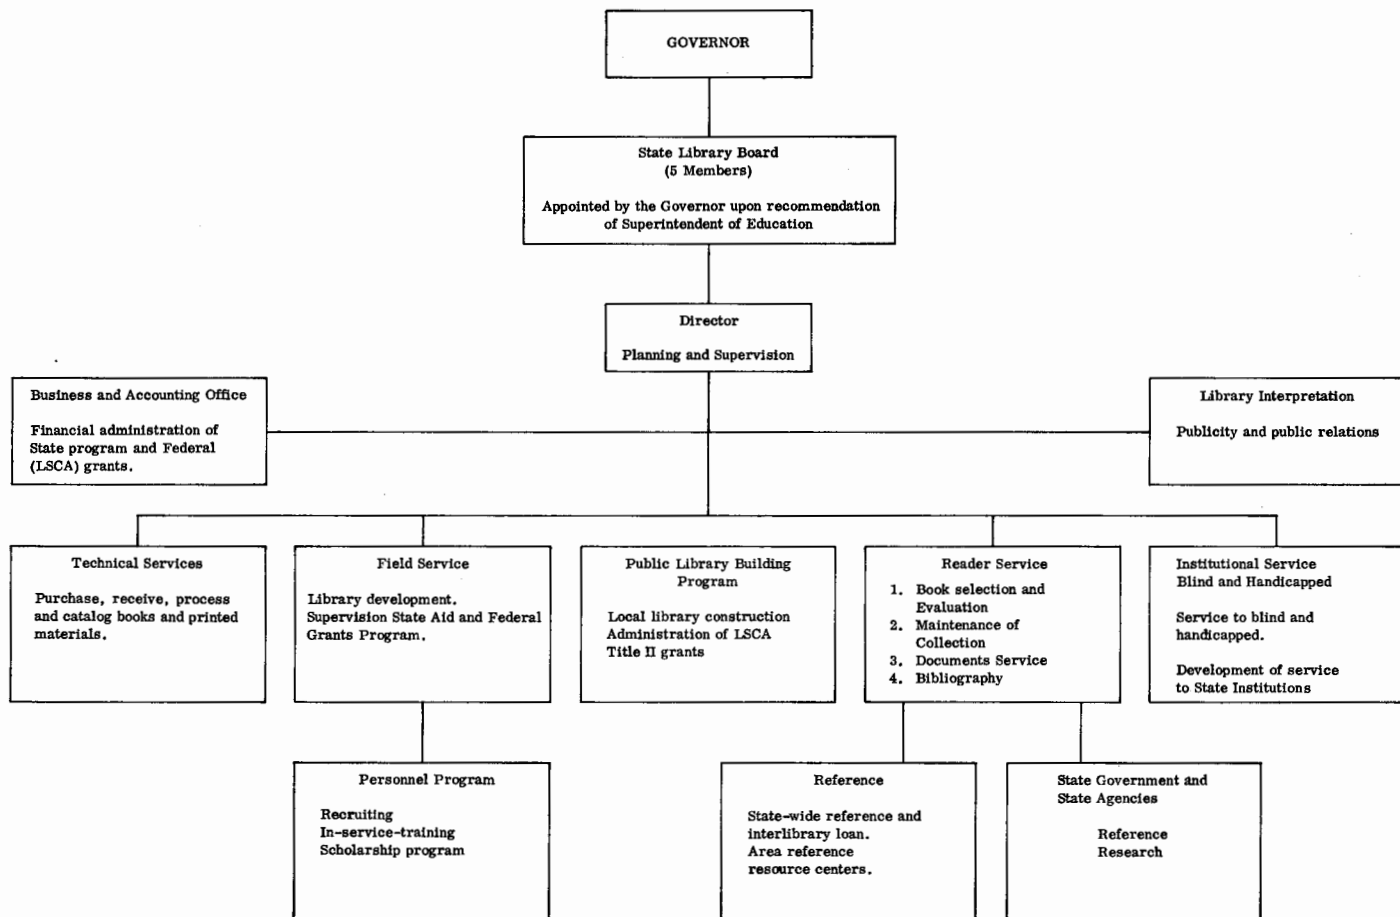 GOVERNOR
State Library Board
(5 Members)
Appointed by the Governor upon recommendation
of Superintendent of Education
Director
Planning and Supervision
Business and Accounting Office
Financial administration of
State program and Federal
(LSCA) grants.
Library Interpretation
Publicity and public relations
Technical Services
Purchase, receive, process
and catalog books and printed
materials.
Field Service
Library development.
Supervision State Aid and Federal
Grants Program.
Public Library Building
Program
Local library construction
Administration of LSCA
Title II grants
Reader Service
1. Book selection and
Evaluation
2. Maintenance of
Collection
3. Documents Service
4. Bibliography
Institutional Service
Blind and Handicapped
Service to blind and
handicapped.
Development of service
to State Institutions
Personnel Program
Recruiting
In-service-training
Scholarship program
Reference
State-wide reference and
interlibrary loan.
Area reference
resource centers.
State Government and
State Agencies
Reference
Research